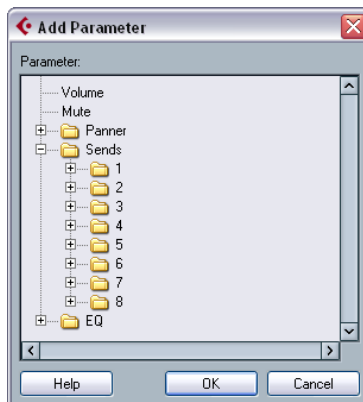 Add Parameter
Parameter:
Volume
Mute
Panner
Sends
1
2
3
4
5
6
7
8
EQ
Help OK Cancel